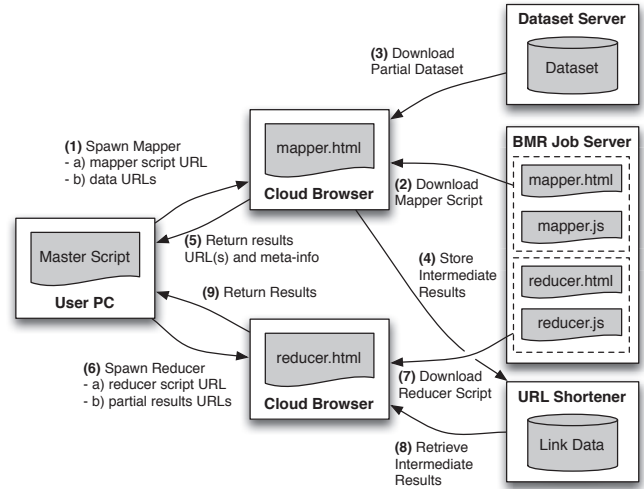 Dataset Server
Dataset
(3) Download
Partial Dataset
(1) Spawn Mapper
- a) mapper script URL
- b) data URLs
mapper.html
Cloud Browser
BMR Job Server
mapper.html
mapper.js
reducer.html
reducer.js
(2) Download
Mapper Script
(5) Return results
URL(s) and meta-info
(4) Store
Intermediate
Results
Master Script
User PC
(9) Return Results
(6) Spawn Reducer
- a) reducer script URL
- b) partial results URLs
reducer.html
Cloud Browser
(7) Download
Reducer Script
URL Shortener
Link Data
(8) Retrieve
Intermediate
Results